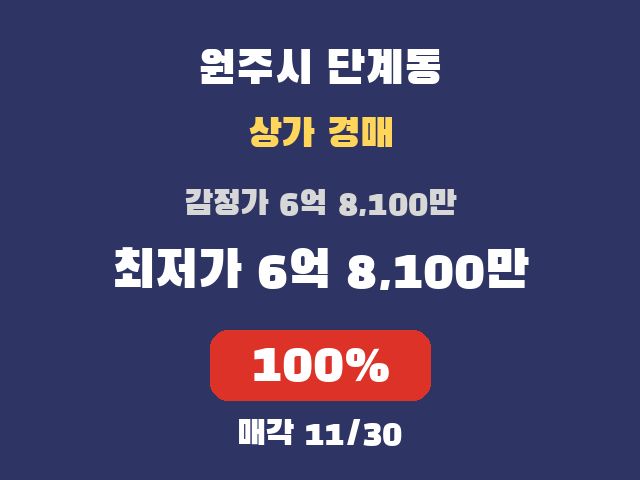 원주시 단계동
상가 경매
감정가 6억 8,100만
최저가 6억 8,100만
100%
매각 11/30